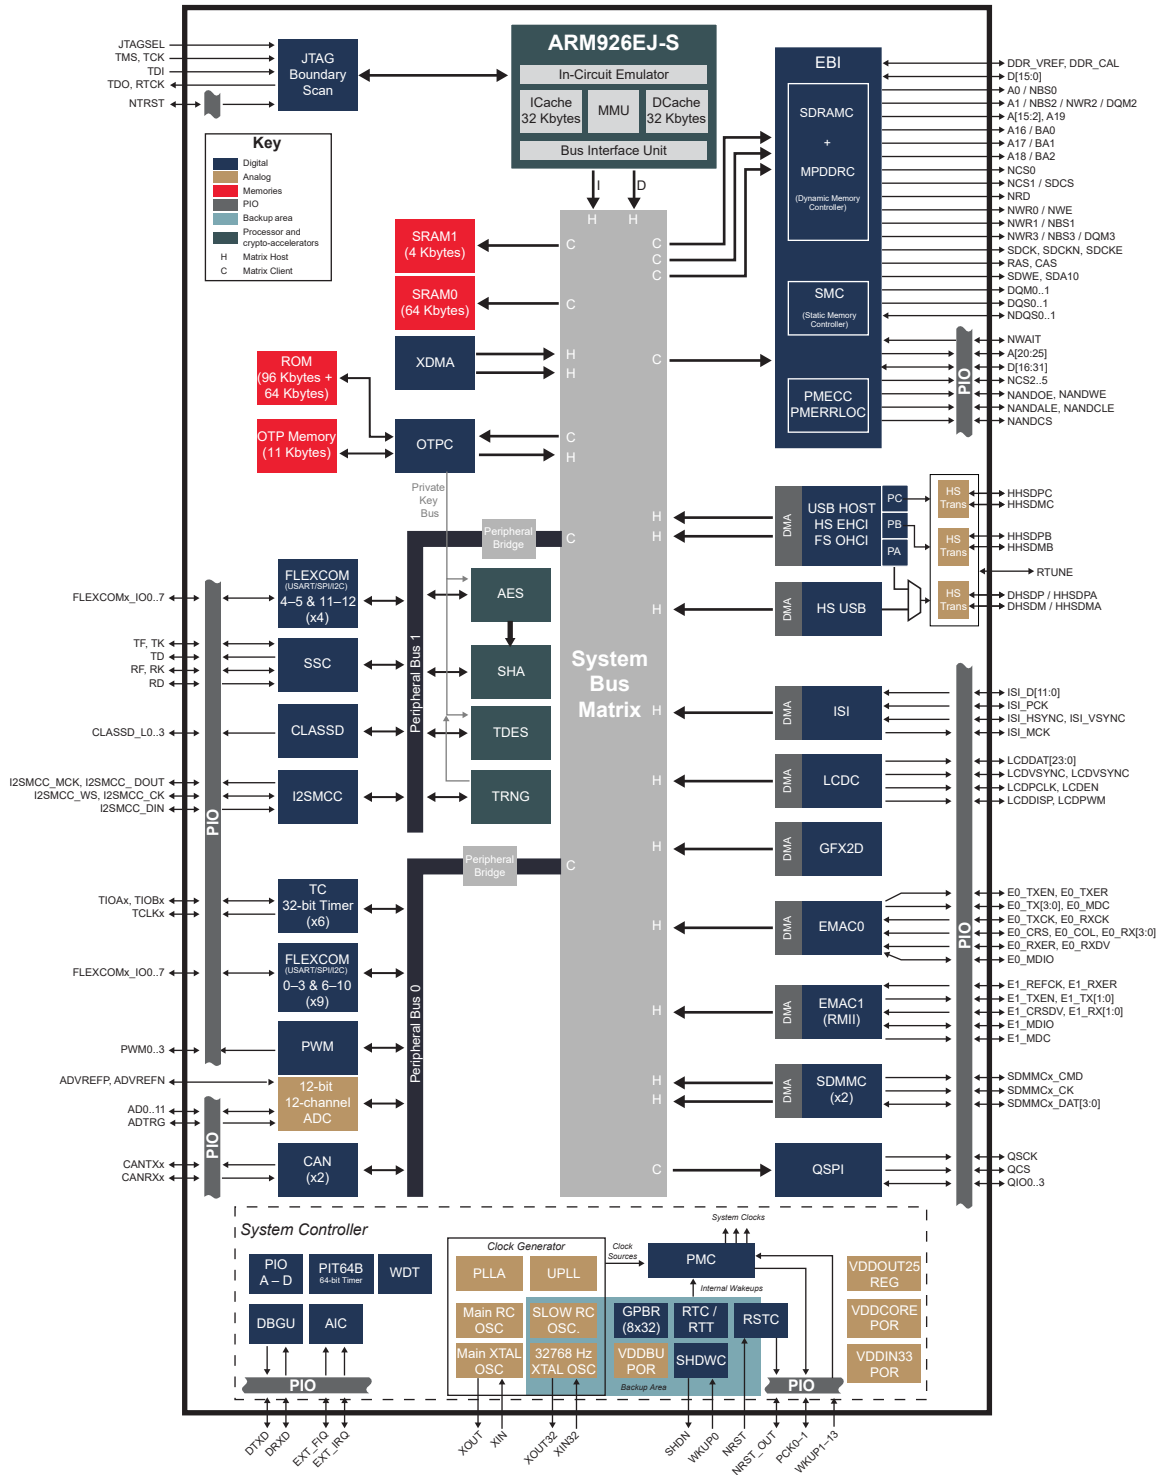 JTAGSEL
TMS, TCK
TDI
TDO, RTCK
NTRST
JTAG
Boundary
Scan
ARM926EJ-S
In-Circuit Emulator
ICache
32 Kbytes
MMU
DCache
32 Kbytes
Bus Interface Unit
I
D
H
H
Key
Digital
Analog
Memories
PIO
Backup area
Processor and
crypto-accelerators
H Matrix Host
C Matrix Client
EBI
SDRAMC
+
MPDDRC
(Dynamic Memory
Controller)
SMC
(Static Memory
Controller)
PMECC
PMERRLOC
DDR_VREF, DDR_CAL
D[15:0]
A0 / NBS0
A1 / NBS2 / NWR2 / DQM2
A[15:2], A19
A16 / BA0
A17 / BA1
A18 / BA2
NCS0
NCS1 / SDCS
NRD
NWR0 / NWE
NWR1 / NBS1
NWR3 / NBS3 / DQM3
SDCK, SDCKN, SDCKE
RAS, CAS
SDWE, SDA10
DQM0..1
DQS0..1
NDQS0..1
NWAIT
A[20:25]
D[16:31]
NCS2..5
NANDOE, NANDWE
NANDALE, NANDCLE
NANDCS
PIO
SRAM1
(4 Kbytes)
C
C
C
C
SRAM0
(64 Kbytes)
C
XDMA
H
H
C
ROM
(96 Kbytes +
64 Kbytes)
OTP Memory
(11 Kbytes)
OTPC
C
H
Private
Key
Bus
Peripheral
Bridge
C
System
Bus
Matrix
H
H
DMA
USB HOST
HS EHCI
FS OHCI
PC
PB
PA
HS
Trans
HS
Trans
HS
Trans
HHSDPC
HHSDMC
HHSDPB
HHSDMB
RTUNE
DHSDP / HHSDPA
DHSDM / HHSDMA
H
DMA
HS USB
FLEXCOMx_IO0..7
FLEXCOM
(USART/SPI/I2C)
4–5 & 11–12
(x4)
TF, TK
TD
RF, RK
RD
SSC
CLASSD_L0..3
CLASSD
I2SMCC_MCK, I2SMCC_ DOUT
I2SMCC_WS, I2SMCC_CK
I2SMCC_DIN
I2SMCC
PIO
Peripheral Bus 1
AES
SHA
TDES
TRNG
H
DMA
ISI
ISI_D[11:0]
ISI_PCK
ISI_HSYNC, ISI_VSYNC
ISI_MCK
H
DMA
LCDC
LCDDAT[23:0]
LCDVSYNC, LCDVSYNC
LCDPCLK, LCDEN
LCDDISP, LCDPWM
H
DMA
GFX2D
Peripheral
Bridge
C
TIOAx, TIOBx
TCLKx
TC
32-bit Timer
(x6)
FLEXCOMx_IO0..7
FLEXCOM
(USART/SPI/I2C)
0–3 & 6–10
(x9)
PWM0..3
PWM
ADVREFP, ADVREFN
AD0..11
ADTRG
12-bit
12-channel
ADC
PIO
CANTXx
CANRXx
CAN
(x2)
Peripheral Bus 0
H
DMA
EMAC0
E0_TXEN, E0_TXER
E0_TX[3:0], E0_MDC
E0_TXCK, E0_RXCK
E0_CRS, E0_COL, E0_RX[3:0]
E0_RXER, E0_RXDV
E0_MDIO
PIO
H
DMA
EMAC1
(RMII)
E1_REFCK, E1_RXER
E1_TXEN, E1_TX[1:0]
E1_CRSDV, E1_RX[1:0]
E1_MDIO
E1_MDC
H
H
DMA
SDMMC
(x2)
SDMMCx_CMD
SDMMCx_CK
SDMMCx_DAT[3:0]
C
QSPI
QSCK
QCS
QIO0..3
System Controller
PIO
A – D
PIT64B
64-bit Timer
WDT
DBGU
AIC
PIO
Clock Generator
PLLA
UPLL
Main RC
OSC
SLOW RC
OSC.
Main XTAL
OSC
32768 Hz
XTAL OSC
Clock
Sources
System Clocks
PMC
Internal Wakeups
GPBR
(8x32)
RTC /
RTT
RSTC
VDDBU
POR
SHDWC
Backup Area
PIO
VDDOUT25
REG
VDDCORE
POR
VDDIN33
POR
DTXD
DRXD
EXT_FIQ
EXT_IRQ
XOUT
XIN
XOUT32
XIN32
SHDN
WKUP0
NRST
NRST_OUT
PCK0–1
WKUP1–13